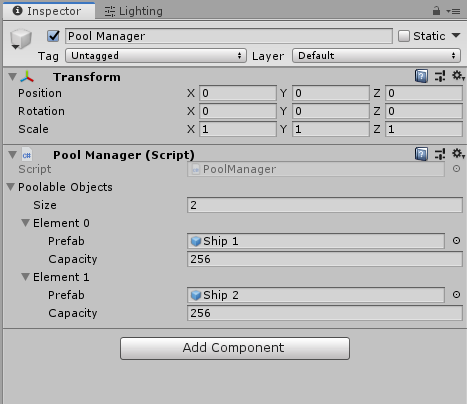 Inspector Lighting
Pool Manager Static
Tag Untagged Layer Default
Transform
Position X 0 Y 0 Z 0
Rotation X 0 Y 0 Z 0
Scale X 1 Y 1 Z 1
C# Pool Manager (Script)
Script PoolManager
Poolable Objects
Size 2
Element 0
Prefab Ship 1
Capacity 256
Element 1
Prefab Ship 2
Capacity 256
Add Component